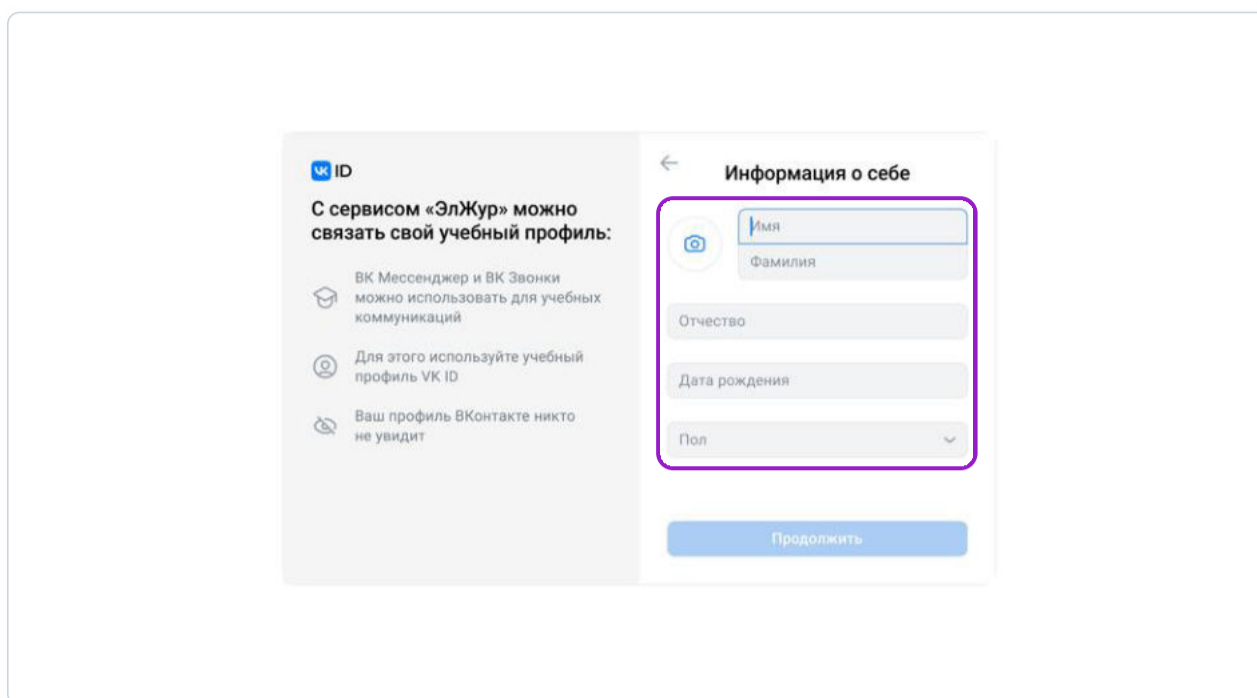 VK ID
С сервисом «ЭлЖур» можно
связать свой учебный профиль:
ВК Мессенджер и ВК Звонки
можно использовать для учебных
коммуникаций
Для этого используйте учебный
профиль VK ID
Ваш профиль ВКонтакте никто
не увидит
Информация о себе
Имя
Фамилия
Отчество
Дата рождения
Пол
Продолжить